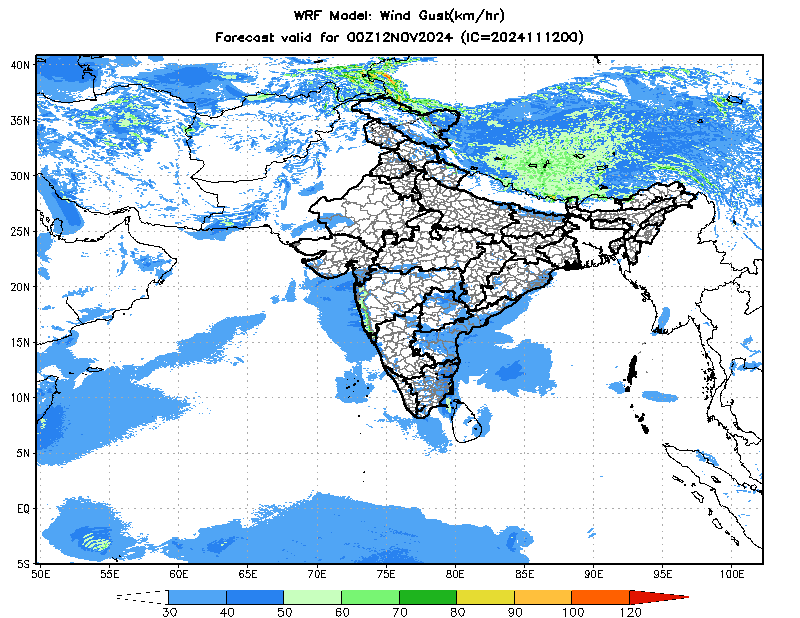 WRF Model: Wind Gust(km/hr)
Forecast valid for 00Z12NOV2024 (IC=2024111200)
40N
35N
30N
25N
20N
15N
10N
5N
EQ
5S
50E 55E 60E 65E 70E 75E 80E 85E 90E 95E 100E
30 40 50 60 70 80 90 100 120